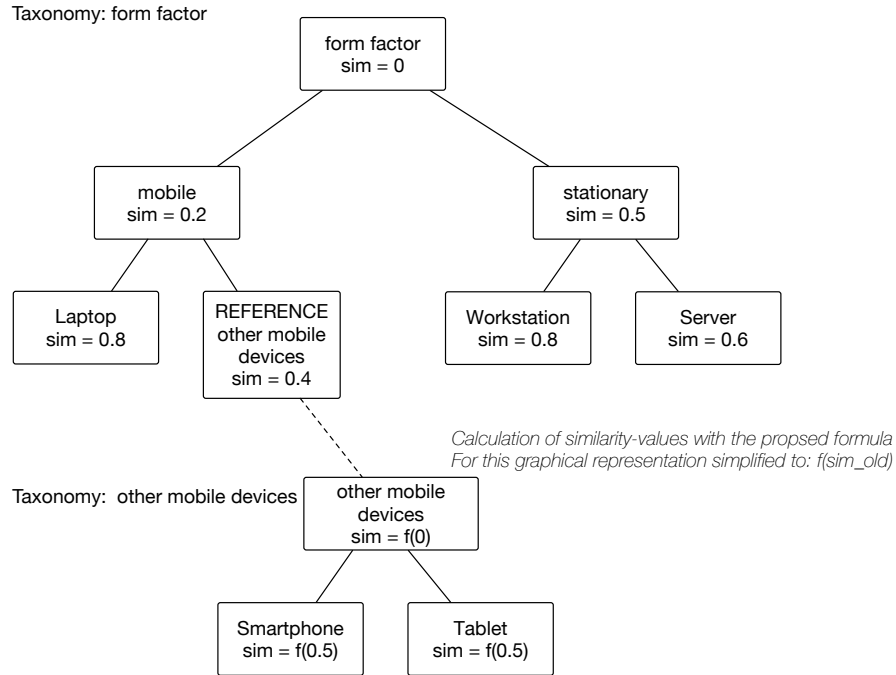 Taxonomy: form factor
form factor
sim = 0
mobile
sim = 0.2
stationary
sim = 0.5
Laptop
sim = 0.8
REFERENCE
other mobile
devices
sim = 0.4
Workstation
sim = 0.8
Server
sim = 0.6
Calculation of similarity-values with the propsed formula
For this graphical representation simplified to: f(sim_old)
Taxonomy: other mobile devices
other mobile
devices
sim = f(0)
Smartphone
sim = f(0.5)
Tablet
sim = f(0.5)